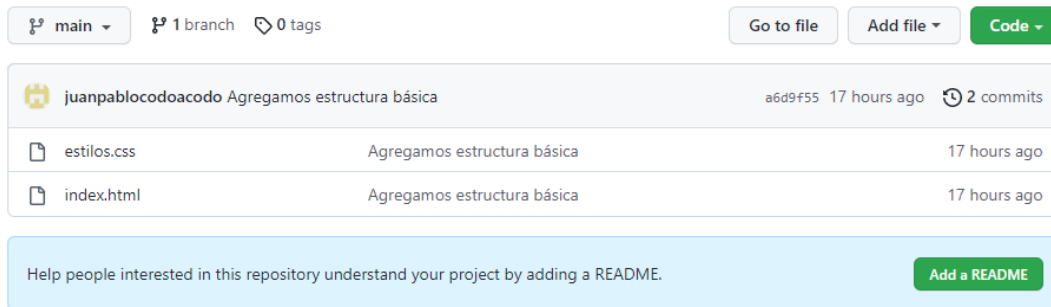 main 1 branch 0 tags Go to file Add file Code
juanpablocodoacodo Agregamos estructura básica a6d9f55 17 hours ago 2 commits
estilos.css Agregamos estructura básica 17 hours ago
index.html Agregamos estructura básica 17 hours ago
Help people interested in this repository understand your project by adding a README. Add a README